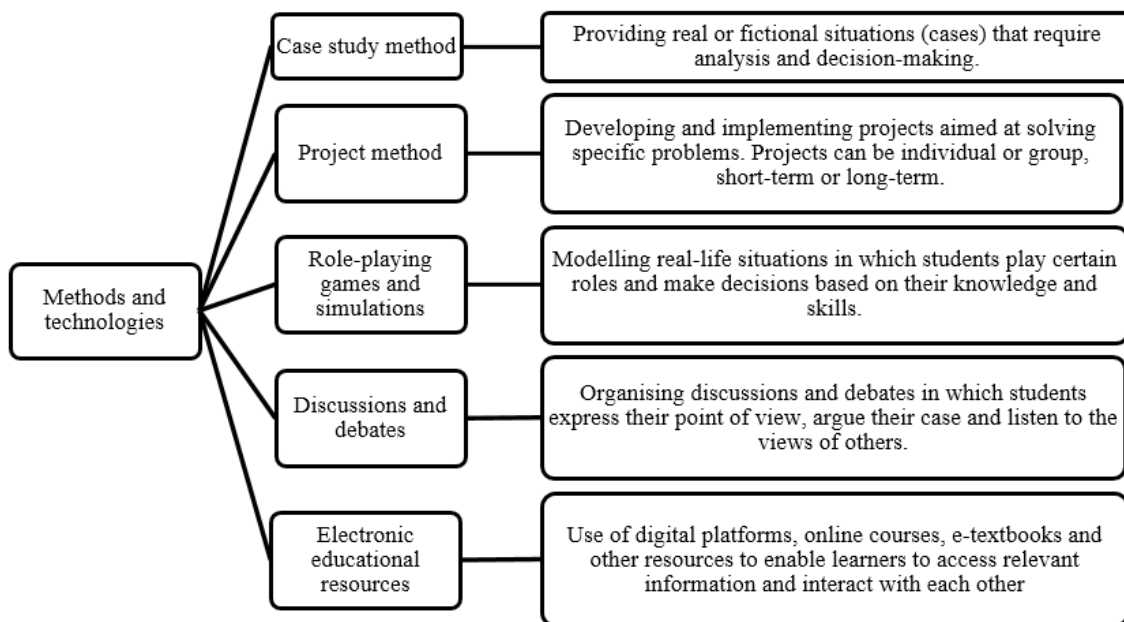 Case study method
Providing real or fictional situations (cases) that require
analysis and decision-making.
Project method
Developing and implementing projects aimed at solving
specific problems. Projects can be individual or group,
short-term or long-term.
Methods and
technologies
Role-playing
games and
simulations
Modelling real-life situations in which students play certain
roles and make decisions based on their knowledge and
skills.
Discussions and
debates
Organising discussions and debates in which students
express their point of view, argue their case and listen to the
views of others.
Electronic
educational
resources
Use of digital platforms, online courses, e-textbooks and
other resources to enable learners to access relevant
information and interact with each other